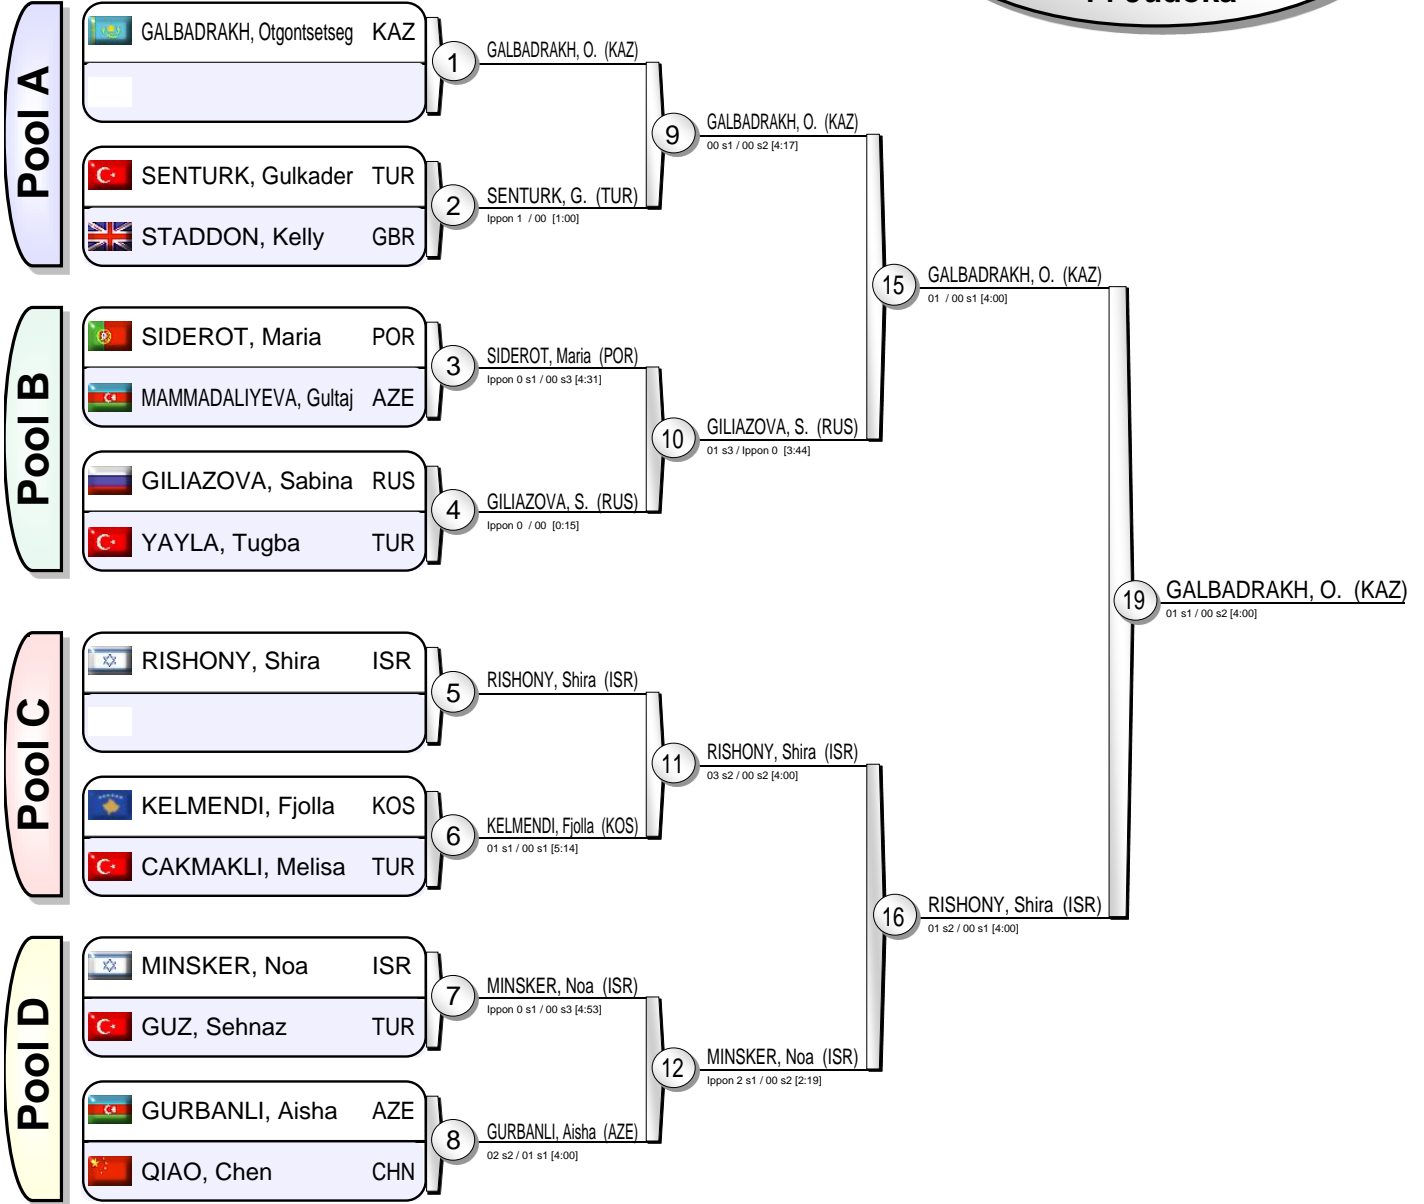 Pool A
GALBADRAKH, Otgontsetseg KAZ
SENTURK, Gulkader TUR
STADDON, Kelly GBR
Pool B
SIDEROT, Maria POR
MAMMADALIYEVA, Gultaj AZE
GILIAZOVA, Sabina RUS
YAYLA, Tugba TUR
Pool C
RISHONY, Shira ISR
KELMENDI, Fjolla KOS
CAKMAKLI, Melisa TUR
Pool D
MINSKER, Noa ISR
GUZ, Sehnaz TUR
GURBANLI, Aisha AZE
QIAO, Chen CHN
1
GALBADRAKH, O. (KAZ)
2
SENTURK, G. (TUR)
Ippon 1 / 00 [1:00]
3
SIDEROT, Maria (POR)
Ippon 0 s1 / 00 s3 [4:31]
4
GILIAZOVA, S. (RUS)
Ippon 0 / 00 [0:15]
5
RISHONY, Shira (ISR)
6
KELMENDI, Fjolla (KOS)
01 s1 / 00 s1 [5:14]
7
MINSKER, Noa (ISR)
Ippon 0 s1 / 00 s3 [4:53]
8
GURBANLI, Aisha (AZE)
02 s2 / 01 s1 [4:00]
9
GALBADRAKH, O. (KAZ)
00 s1 / 00 s2 [4:17]
10
GILIAZOVA, S. (RUS)
01 s3 / Ippon 0 [3:44]
11
RISHONY, Shira (ISR)
03 s2 / 00 s2 [4:00]
12
MINSKER, Noa (ISR)
Ippon 2 s1 / 00 s2 [2:19]
15
GALBADRAKH, O. (KAZ)
01 / 00 s1 [4:00]
16
RISHONY, Shira (ISR)
01 s2 / 00 s1 [4:00]
19
GALBADRAKH, O. (KAZ)
01 s1 / 00 s2 [4:00]